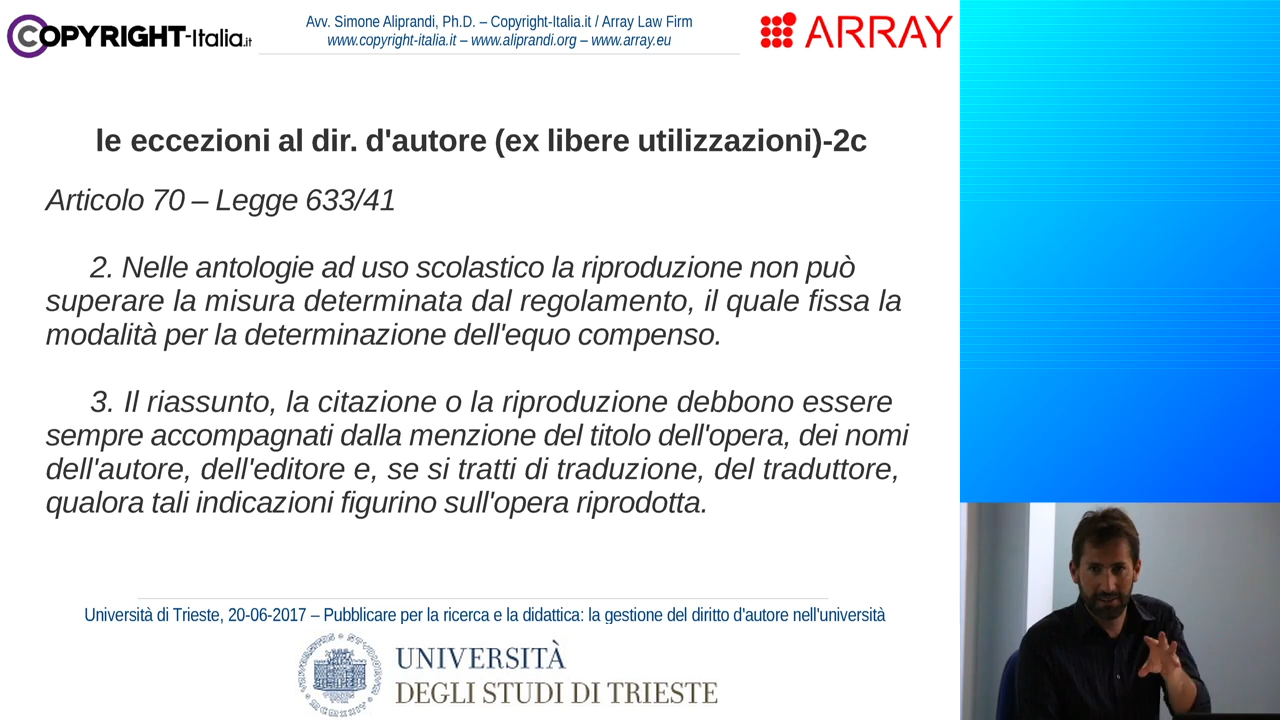 COPYRIGHT-Italia.it
Avv. Simone Aliprandi, Ph.D. – Copyright-Italia.it / Array Law Firm
www.copyright-italia.it – www.aliprandi.org – www.array.eu
ARRAY
le eccezioni al dir. d'autore (ex libere utilizzazioni)-2c
Articolo 70 – Legge 633/41
2. Nelle antologie ad uso scolastico la riproduzione non può
superare la misura determinata dal regolamento, il quale fissa la
modalità per la determinazione dell'equo compenso.
3. Il riassunto, la citazione o la riproduzione debbono essere
sempre accompagnati dalla menzione del titolo dell'opera, dei nomi
dell'autore, dell'editore e, se si tratti di traduzione, del traduttore,
qualora tali indicazioni figurino sull'opera riprodotta.
Università di Trieste, 20-06-2017 – Pubblicare per la ricerca e la didattica: la gestione del diritto d'autore nell'università
UNIVERSITÀ
DEGLI STUDI DI TRIESTE